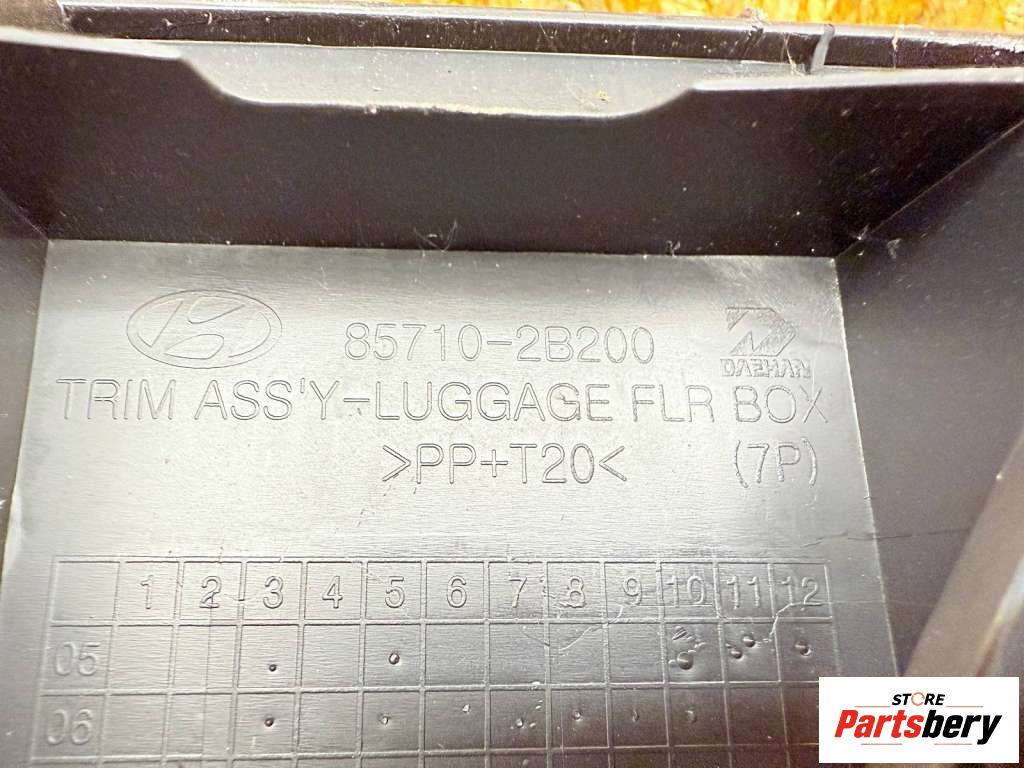 85710-2B200
DAEHAN
TRIM ASS'Y-LUGGAGE FLR BOX
>PP+T20< (7P)
1 2 3 4 5 6 7 8 9 10 11 12
05
06
STORE
Partsbery